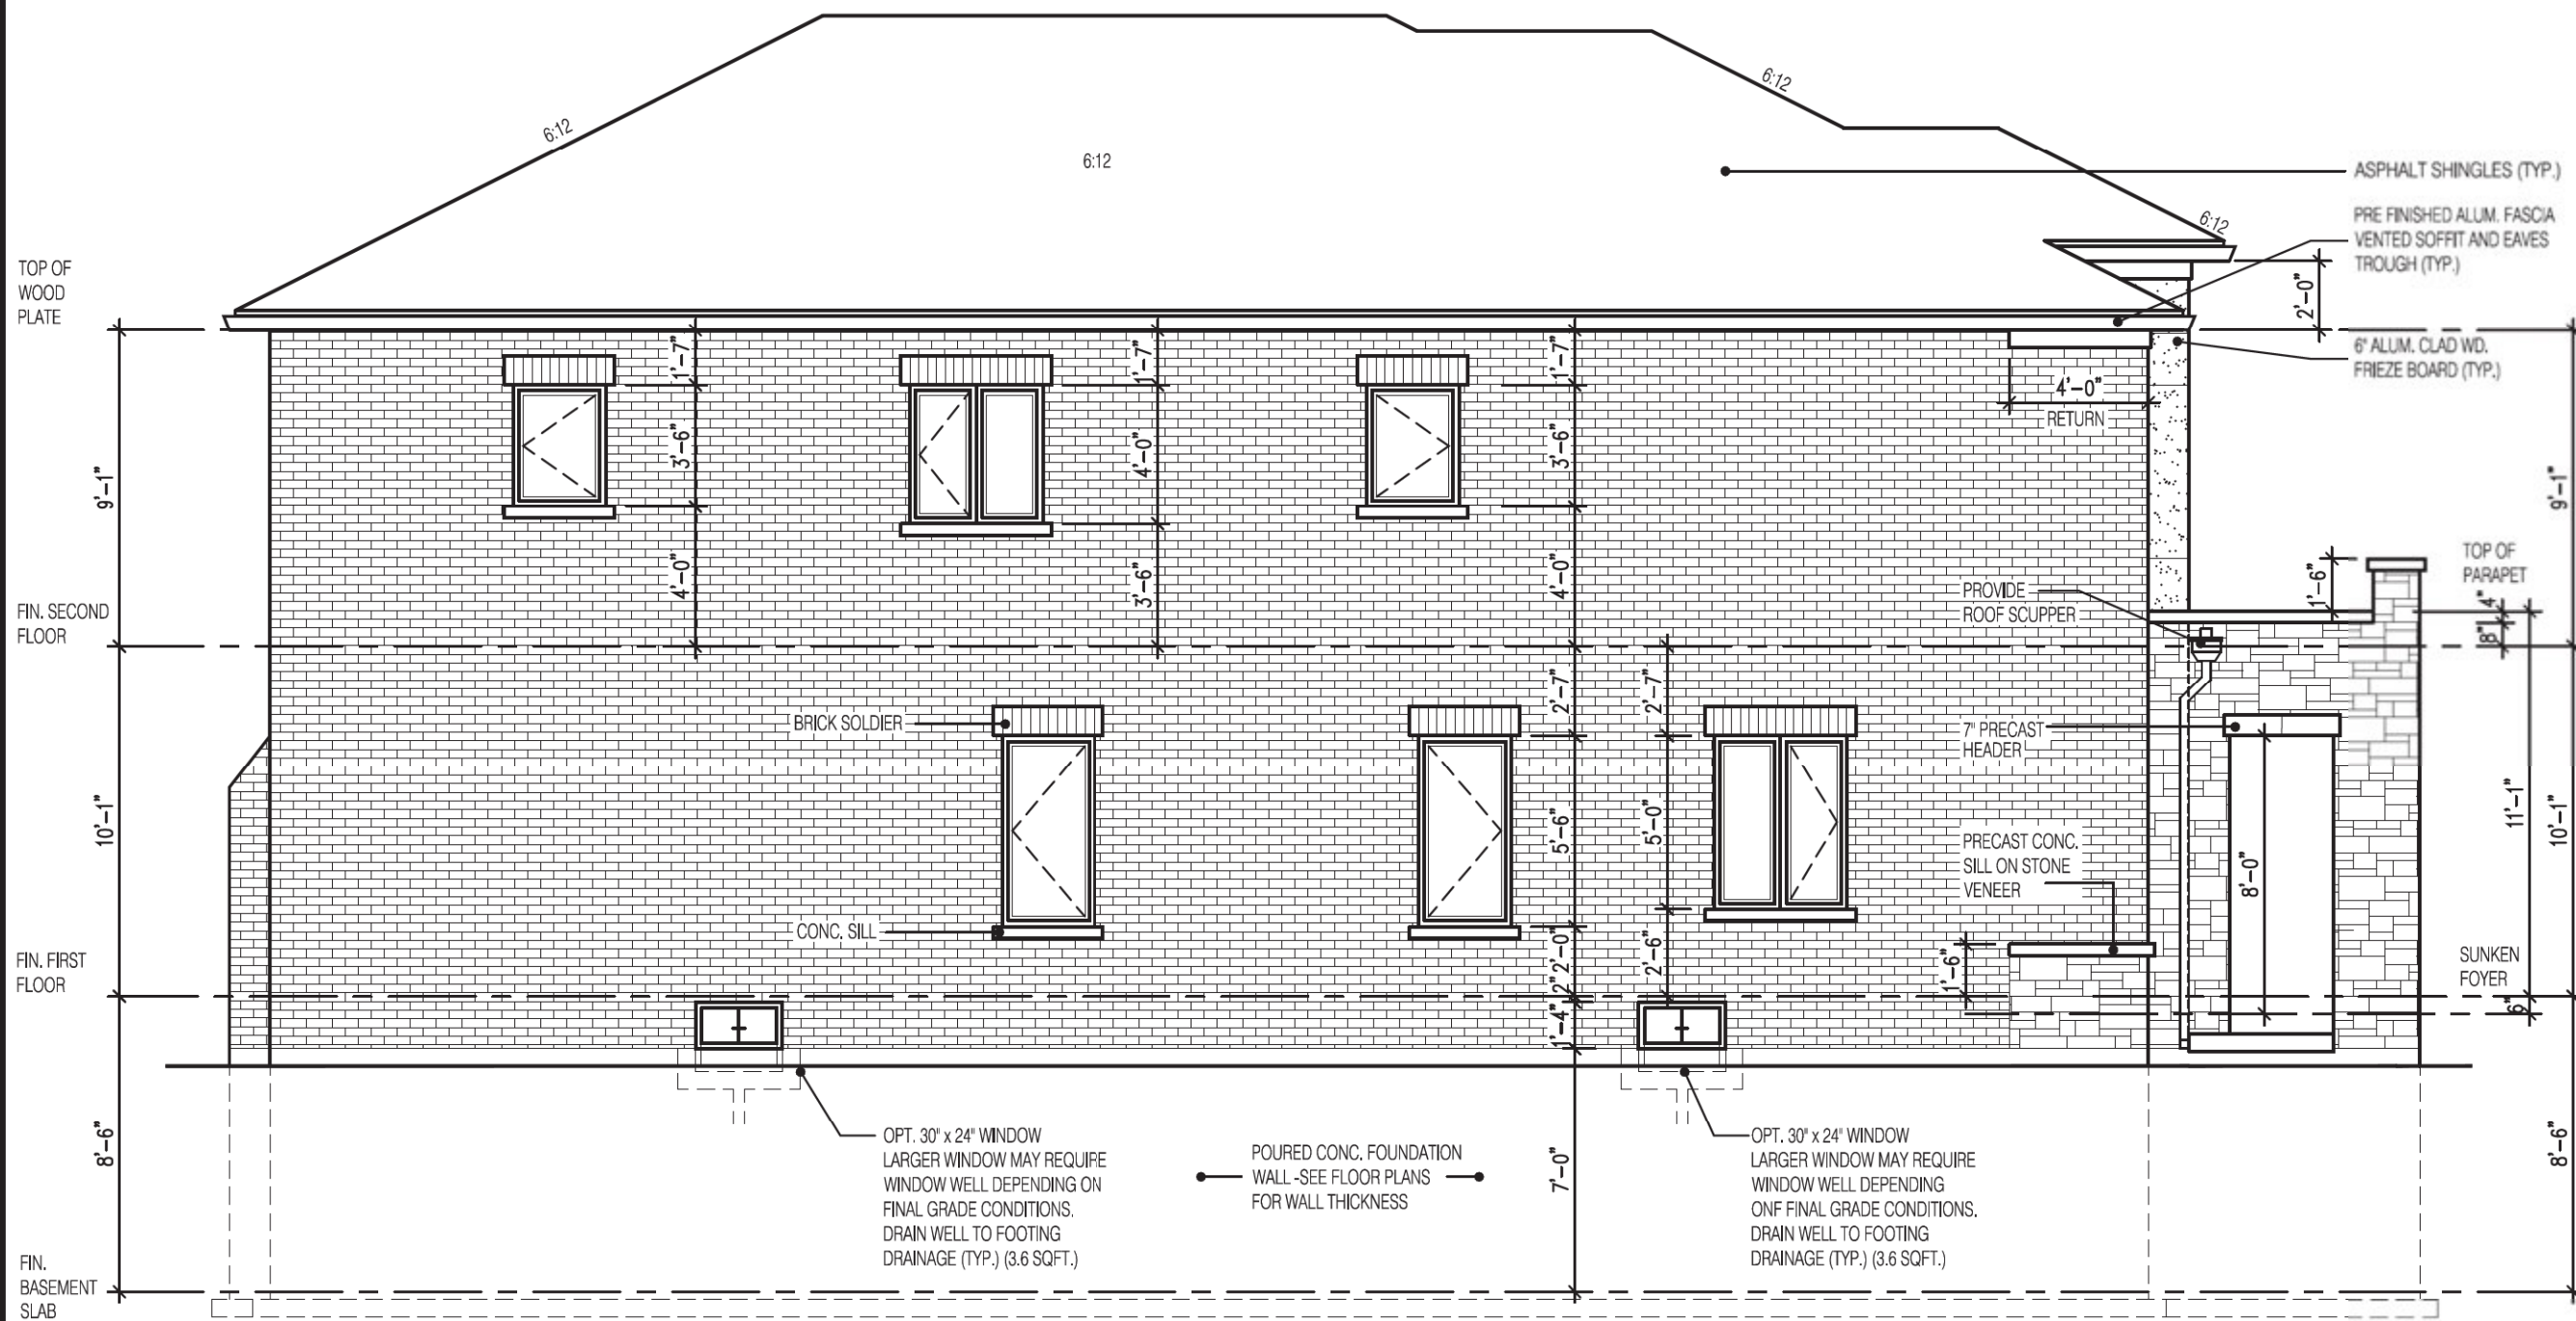 6:12
6:12
6:12
6:12
ASPHALT SHINGLES (TYP.)
PRE FINISHED ALUM. FASCIA
VENTED SOFFIT AND EAVES
TROUGH (TYP.)
TOP OF
WOOD
PLATE
2'-0"
6" ALUM. CLAD WD.
FRIEZE BOARD (TYP.)
1'-7"
1'-7"
1'-7"
4'-0"
RETURN
3'-6"
4'-0"
3'-6"
9'-1"
9'-1"
4'-0"
3'-6"
4'-0"
TOP OF
PARAPET
1'-6"
4"
8"
PROVIDE
ROOF SCUPPER
FIN. SECOND
FLOOR
2'-7"
2'-7"
BRICK SOLDIER
7" PRECAST
HEADER
10'-1"
5'-6"
5'-0"
11'-1"
10'-1"
PRECAST CONC.
SILL ON STONE
VENEER
8'-0"
CONC. SILL
2'-0"
2'-6"
1'-6"
FIN. FIRST
FLOOR
SUNKEN
FOYER
2"
6"
1'-4"
8'-6"
OPT. 30" x 24" WINDOW
LARGER WINDOW MAY REQUIRE
WINDOW WELL DEPENDING ON
FINAL GRADE CONDITIONS.
DRAIN WELL TO FOOTING
DRAINAGE (TYP.) (3.6 SQFT.)
POURED CONC. FOUNDATION
WALL -SEE FLOOR PLANS
FOR WALL THICKNESS
7'-0"
OPT. 30" x 24" WINDOW
LARGER WINDOW MAY REQUIRE
WINDOW WELL DEPENDING
ONF FINAL GRADE CONDITIONS.
DRAIN WELL TO FOOTING
DRAINAGE (TYP.) (3.6 SQFT.)
8'-6"
FIN.
BASEMENT
SLAB